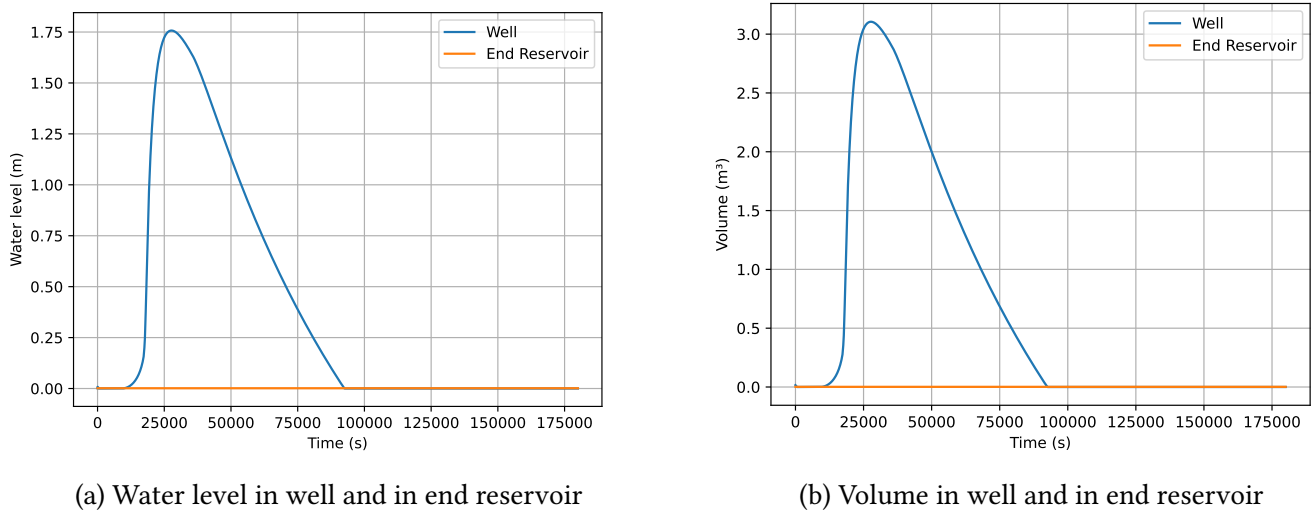 1.75
1.50
1.25
1.00
0.75
0.50
0.25
0.00
Water level (m)
0 25000 50000 75000 100000 125000 150000 175000
Time (s)
Well
End Reservoir
(a) Water level in well and in end reservoir
3.0
2.5
2.0
1.5
1.0
0.5
0.0
Volume (m³)
0 25000 50000 75000 100000 125000 150000 175000
Time (s)
Well
End Reservoir
(b) Volume in well and in end reservoir